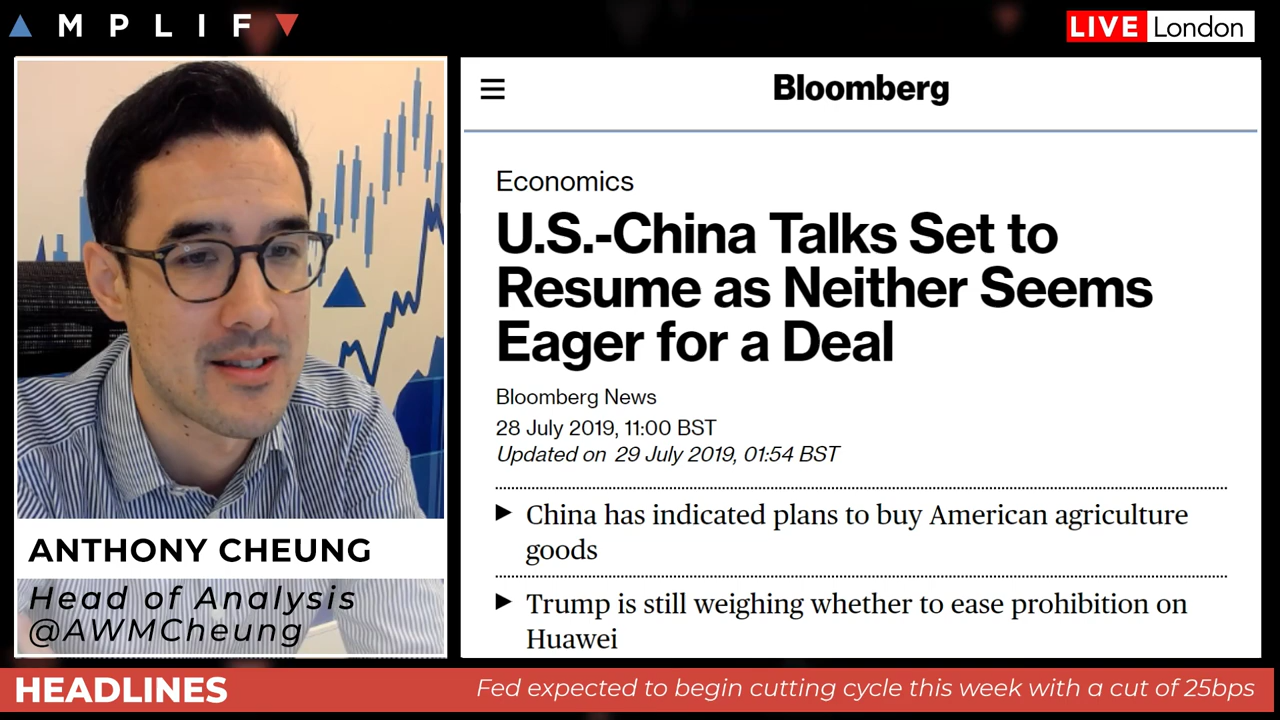 AMPLIFY
LIVE London
Bloomberg
Economics
U.S.-China Talks Set to
Resume as Neither Seems
Eager for a Deal
Bloomberg News
28 July 2019, 11:00 BST
Updated on 29 July 2019, 01:54 BST
China has indicated plans to buy American agriculture
goods
Trump is still weighing whether to ease prohibition on
Huawei
ANTHONY CHEUNG
Head of Analysis
@AWMCheung
HEADLINES
Fed expected to begin cutting cycle this week with a cut of 25bps